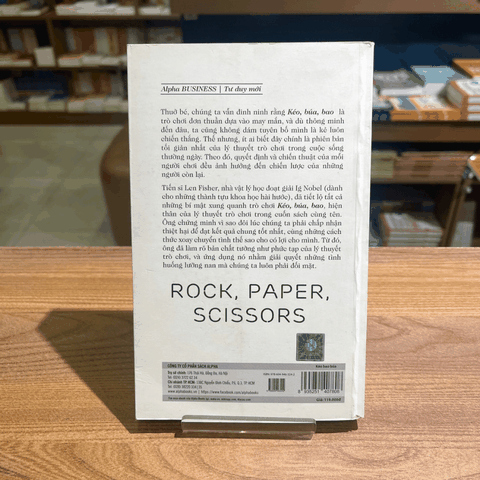 Alpha BUSINESS | Tư duy mới
Thuở bé, chúng ta vẫn đinh ninh rằng Kéo, búa, bao là
trò chơi đơn thuần dựa vào may mắn, và dù thông minh
đến đâu, ta cũng không dám tuyên bố mình là kẻ luôn
chiến thắng. Thế nhưng, ít ai biết đây chính là phiên bản
tối giản nhất của lý thuyết trò chơi trong cuộc sống
thường ngày. Theo đó, quyết định và chiến thuật của mỗi
người chơi đều ảnh hưởng đến chiến lược của những
người còn lại.
Tiến sĩ Len Fisher, nhà vật lý học đoạt giải Ig Nobel (dành
cho những thành tựu khoa học hài hước), đã tiết lộ tất cả
những bí mật xung quanh trò chơi Kéo, búa, bao, hiện
thân của lý thuyết trò chơi trong cuốn sách cùng tên.
Ông chứng minh vì sao đôi lúc chúng ta phải chấp nhận
thiệt hại để đạt kết quả chung tốt nhất, cùng những cách
thức xoay chuyển tình thế sao cho có lợi cho mình. Từ đó,
ông đã làm rõ bản chất tưởng như phức tạp của lý thuyết
trò chơi, và ứng dụng nó nhằm giải quyết những tình
huống lưỡng nan mà chúng ta luôn phải đối mặt.
ROCK, PAPER,
SCISSORS
CÔNG TY CỔ PHẦN SÁCH ALPHA